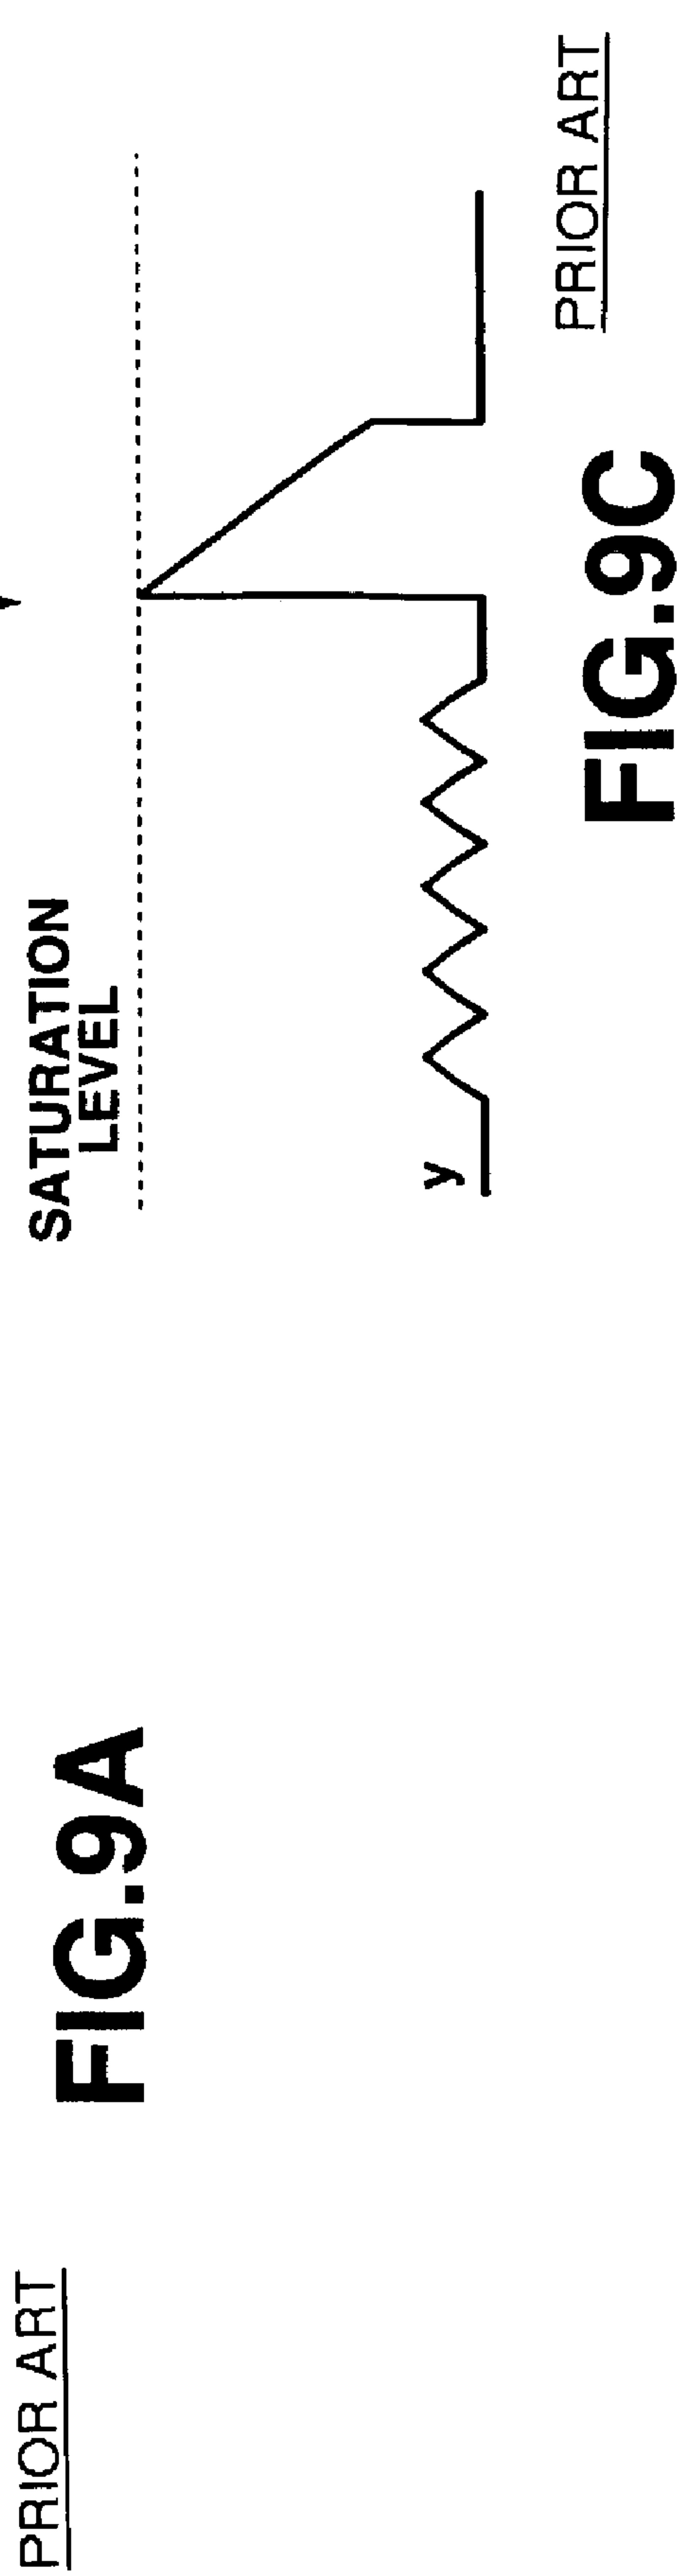 PRIOR ART
FIG.9A
SATURATION
LEVEL
y
FIG.9C
PRIOR ART